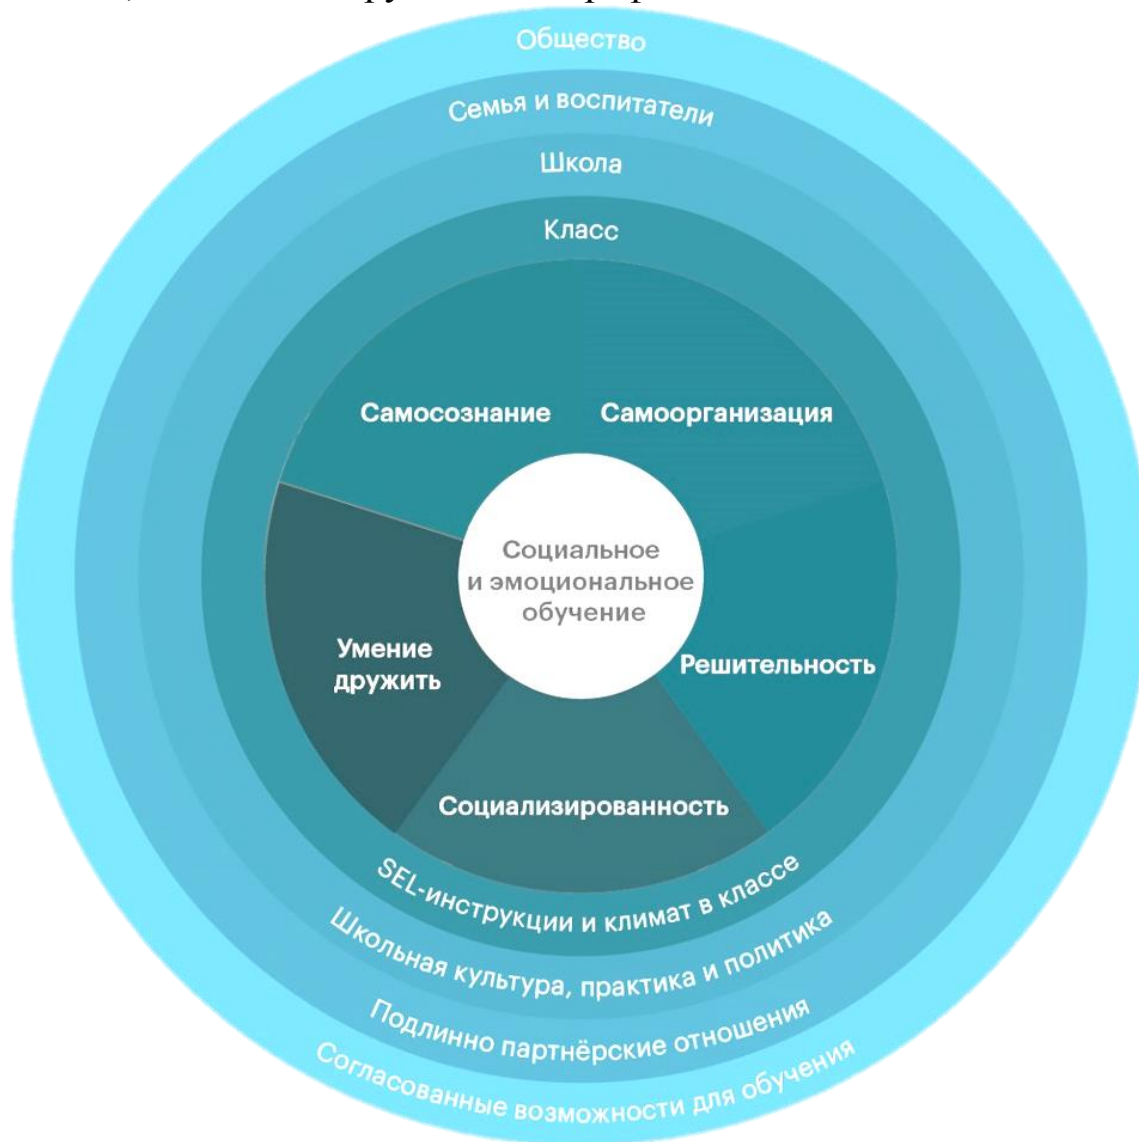 Общество
Семья и воспитатели
Школа
Класс
Самосознание
Самоорганизация
Социальное
и эмоциональное
обучение
Умение
дружить
Решительность
Социализированность
SEL-инструкции и климат в классе
Школьная культура, практика и политика
Подлинно партнёрские отношения
Согласованные возможности для обучения